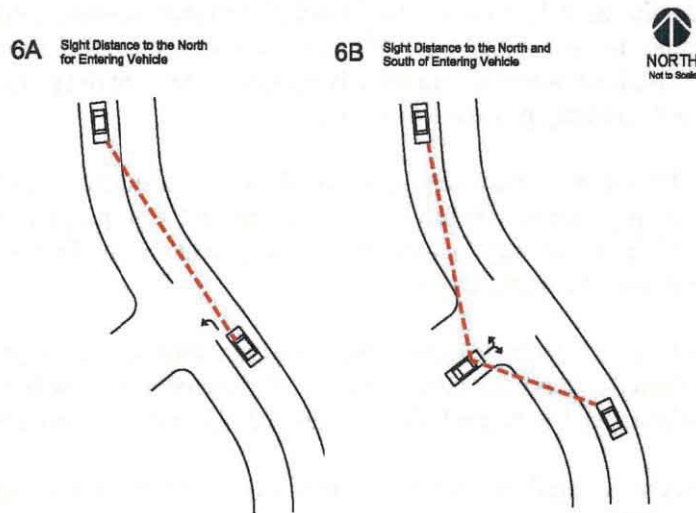 6A
Sight Distance to the North
for Entering Vehicle
6B
Sight Distance to the North and
South of Entering Vehicle
NORTH
Not to Scale